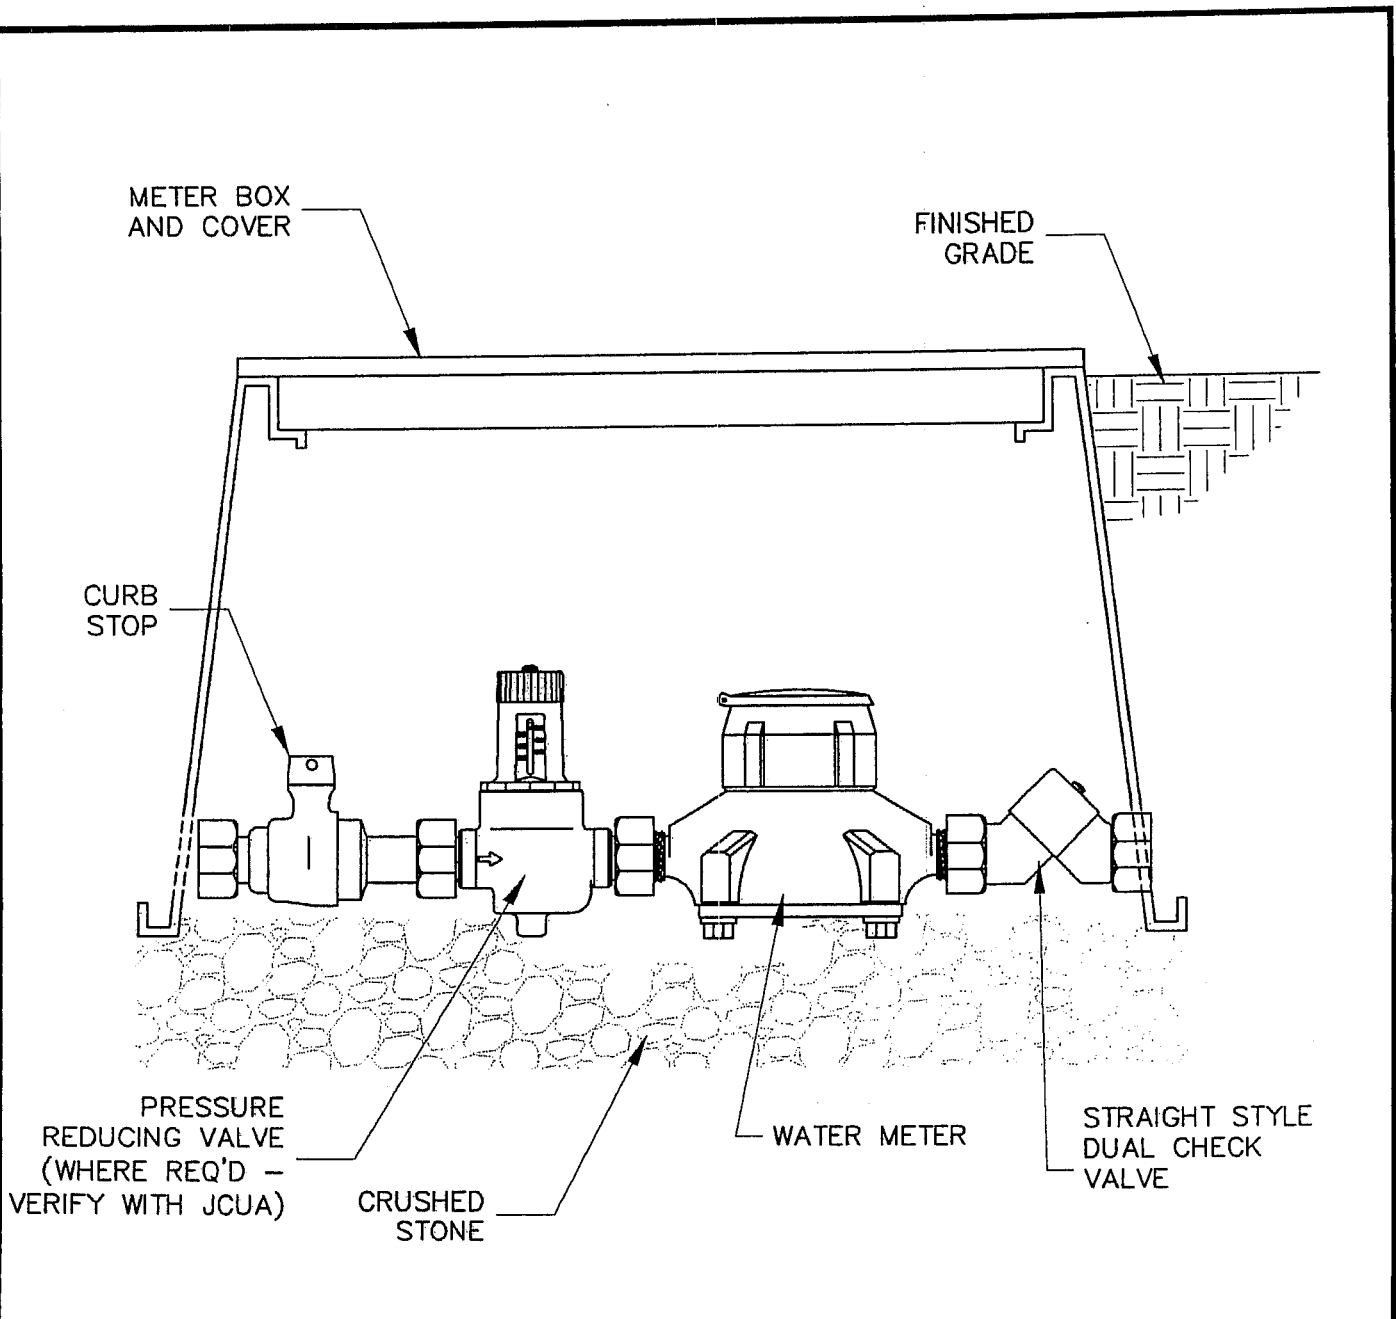 METER BOX
AND COVER
FINISHED
GRADE
CURB
STOP
PRESSURE
REDUCING VALVE
(WHERE REQ'D –
VERIFY WITH JCUA)
CRUSHED
STONE
WATER METER
STRAIGHT STYLE
DUAL CHECK
VALVE